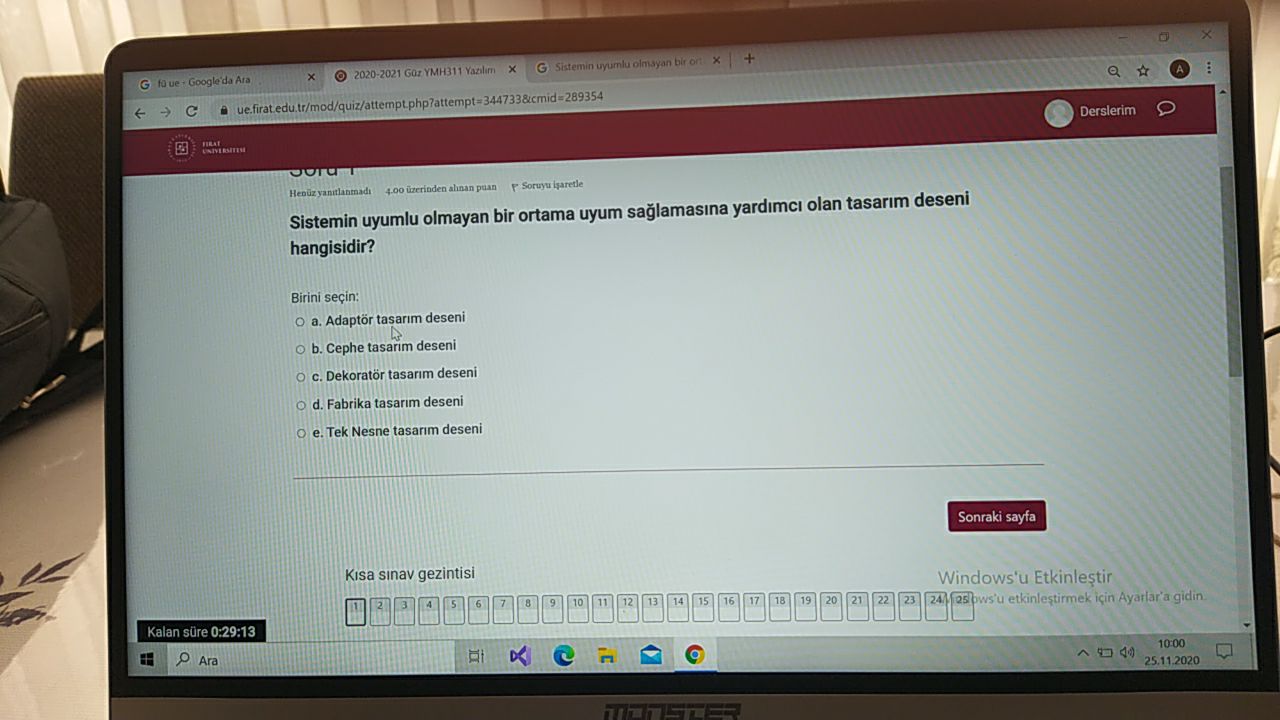 fü ue - Google'da Ara
2020-2021 Güz YMH311 Yazılım
Sistemin uyumlu olmayan bir ort
ue.firat.edu.tr/mod/quiz/attempt.php?attempt=344733&cmid=289354
A
FIRAT
ÜNİVERSİTESİ
Derslerim
Soru 1
Henüz yanıtlanmadı 4.00 üzerinden alınan puan Soruyu işaretle
Sistemin uyumlu olmayan bir ortama uyum sağlamasına yardımcı olan tasarım deseni
hangisidir?
Birini seçin:
a. Adaptör tasarım deseni
b. Cephe tasarım deseni
c. Dekoratör tasarım deseni
d. Fabrika tasarım deseni
e. Tek Nesne tasarım deseni
Sonraki sayfa
Kısa sınav gezintisi
1 2 3 4 5 6 7 8 9 10 11 12 13 14 15 16 17 18 19 20 21 22 23 24 25
Windows'u Etkinleştir
Windows'u etkinleştirmek için Ayarlar'a gidin.
Kalan süre 0:29:13
Ara
10:00
25.11.2020
MONSTER